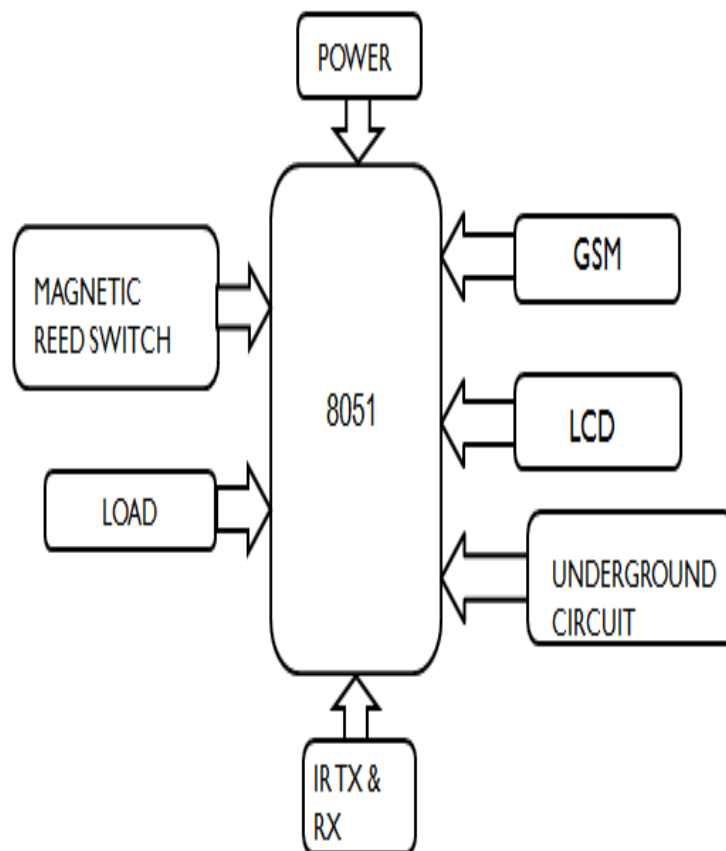 POWER
MAGNETIC
REED SWITCH
GSM
8051
LCD
LOAD
UNDERGROUND
CIRCUIT
IR TX &
RX